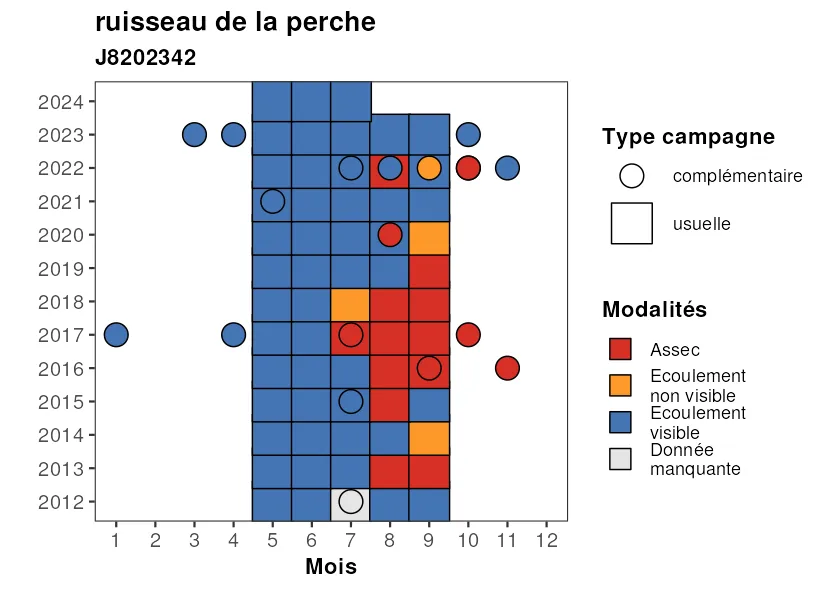 ruisseau de la perche
J8202342
2024
2023
2022
2021
2020
2019
2018
2017
2016
2015
2014
2013
2012
1 2 3 4 5 6 7 8 9 10 11 12
Mois
Type campagne
complémentaire
usuelle
Modalités
Assec
Ecoulement
non visible
Ecoulement
visible
Donnée
manquante